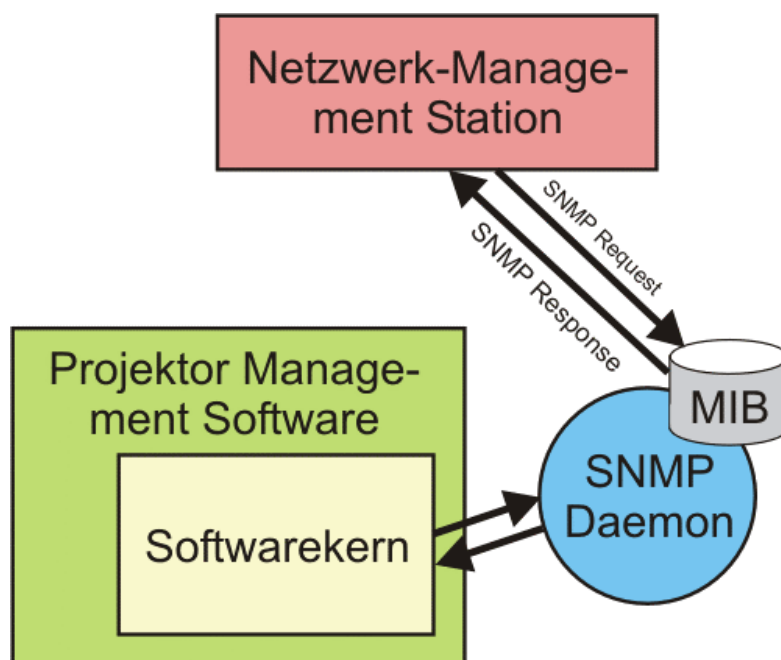 Netzwerk-Manage-
ment Station
SNMP Request
SNMP Response
Projektor Manage-
ment Software
Softwarekern
MIB
SNMP
Daemon